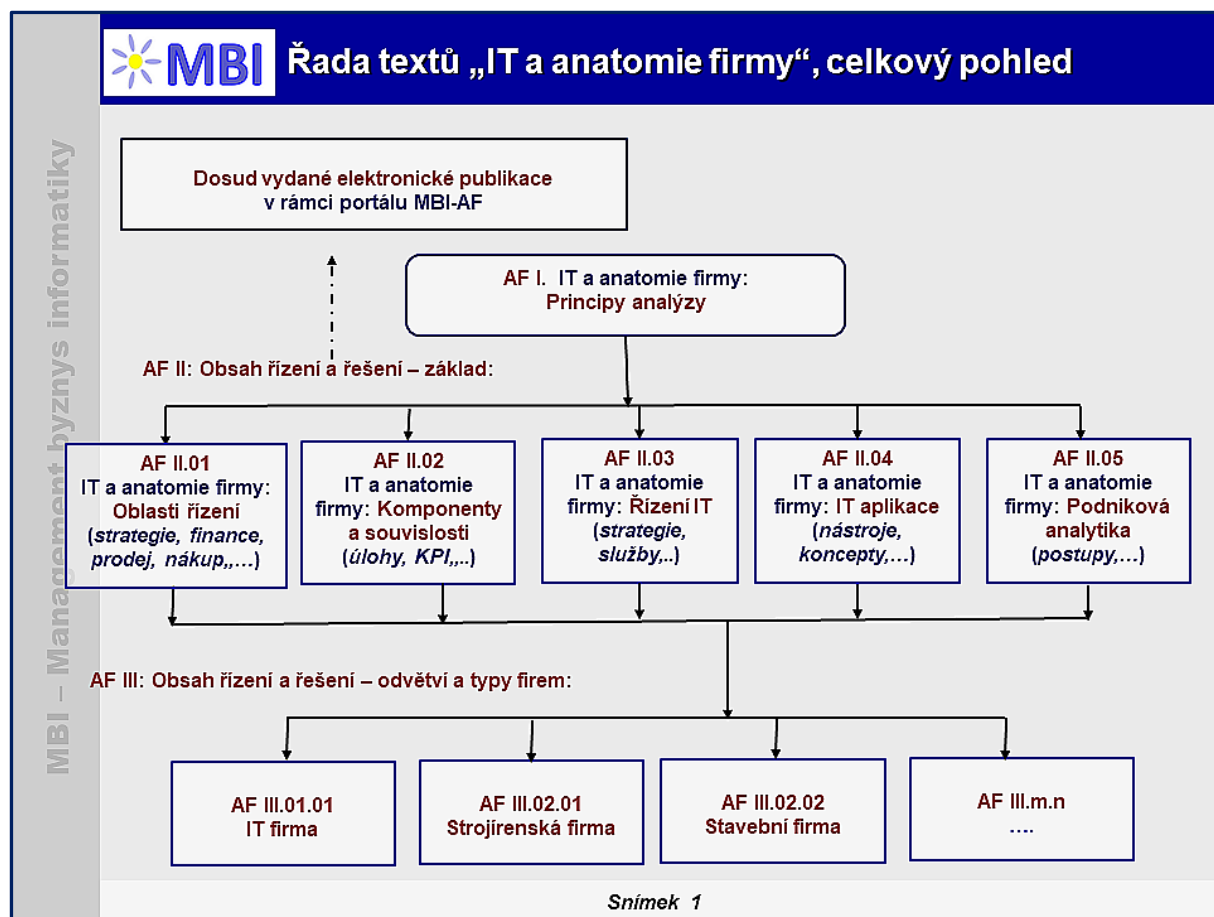 MBI
Řada textů „IT a anatomie firmy“, celkový pohled
MBI – Management byznys informatiky
Dosud vydané elektronické publikace
v rámci portálu MBI-AF
AF I. IT a anatomie firmy:
Principy analýzy
AF II: Obsah řízení a řešení – základ:
AF II.01
IT a anatomie firmy:
Oblasti řízení
(strategie, finance,
prodej, nákup,,…)
AF II.02
IT a anatomie
firmy: Komponenty
a souvislosti
(úlohy, KPI,,..)
AF II.03
IT a anatomie
firmy: Řízení IT
(strategie,
služby,..)
AF II.04
IT a anatomie
firmy: IT aplikace
(nástroje,
koncepty,…)
AF II.05
IT a anatomie
firmy: Podniková
analytika
(postupy,…)
AF III: Obsah řízení a řešení – odvětví a typy firem:
AF III.01.01
IT firma
AF III.02.01
Strojírenská firma
AF III.02.02
Stavební firma
AF III.m.n
….
Snímek 1